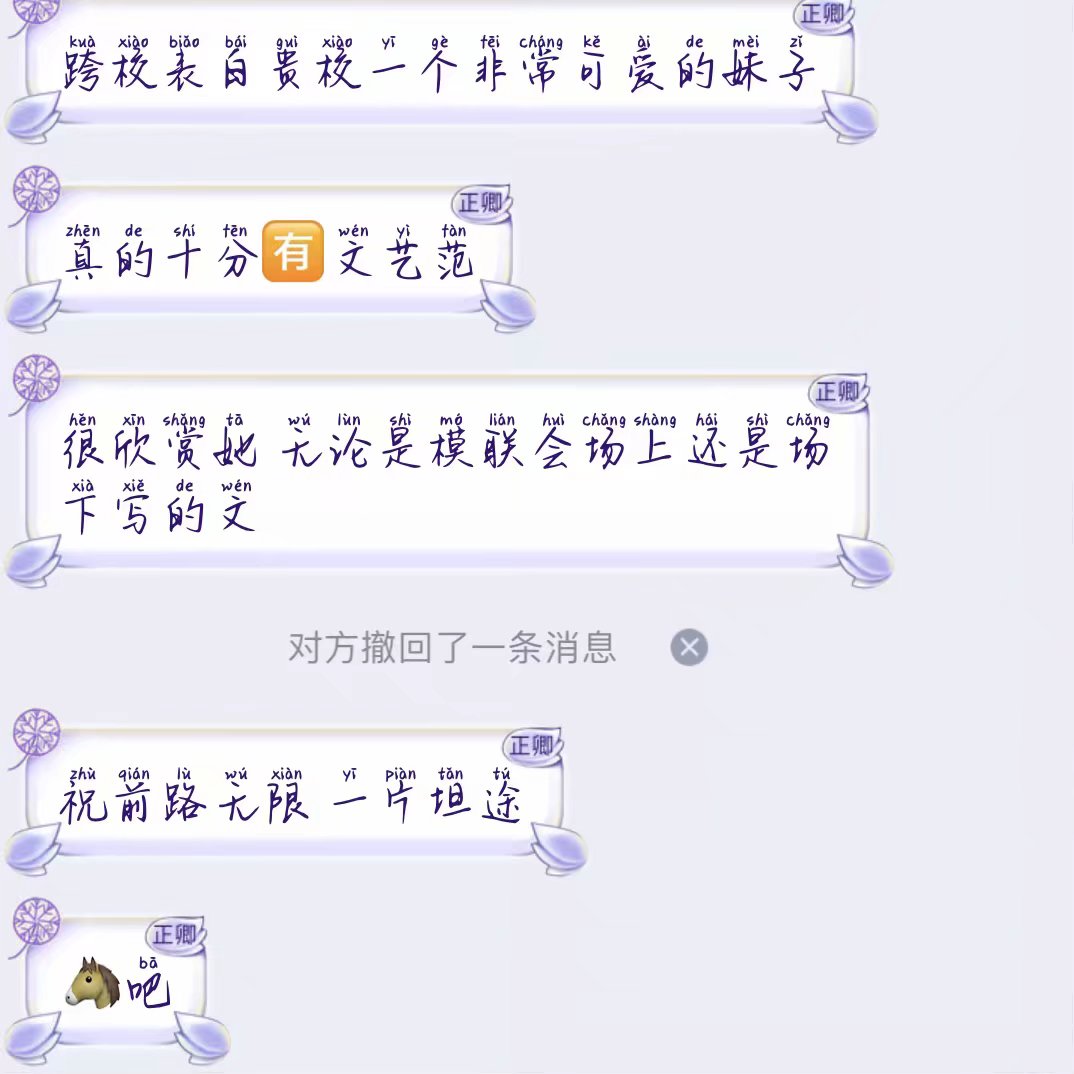 正卿
kuà xiào biǎo bái guì xiào yī gè fēi cháng kě ài de mèi zǐ
跨校表白贵校一个非常可爱的妹子
正卿
zhēn de shí fēn wén yì fàn
真的十分🈶文艺范
正卿
hěn xīn shǎng tā wú lùn shì mó lián huì chǎng shàng hái shì chǎng
很欣赏她 无论是模联会场上还是场
xià xiě de wén
下写的文
对方撤回了一条消息
正卿
zhù qián lù wú xiàn yī piàn tǎn tú
祝前路无限 一片坦途
正卿
bā
🐴吧